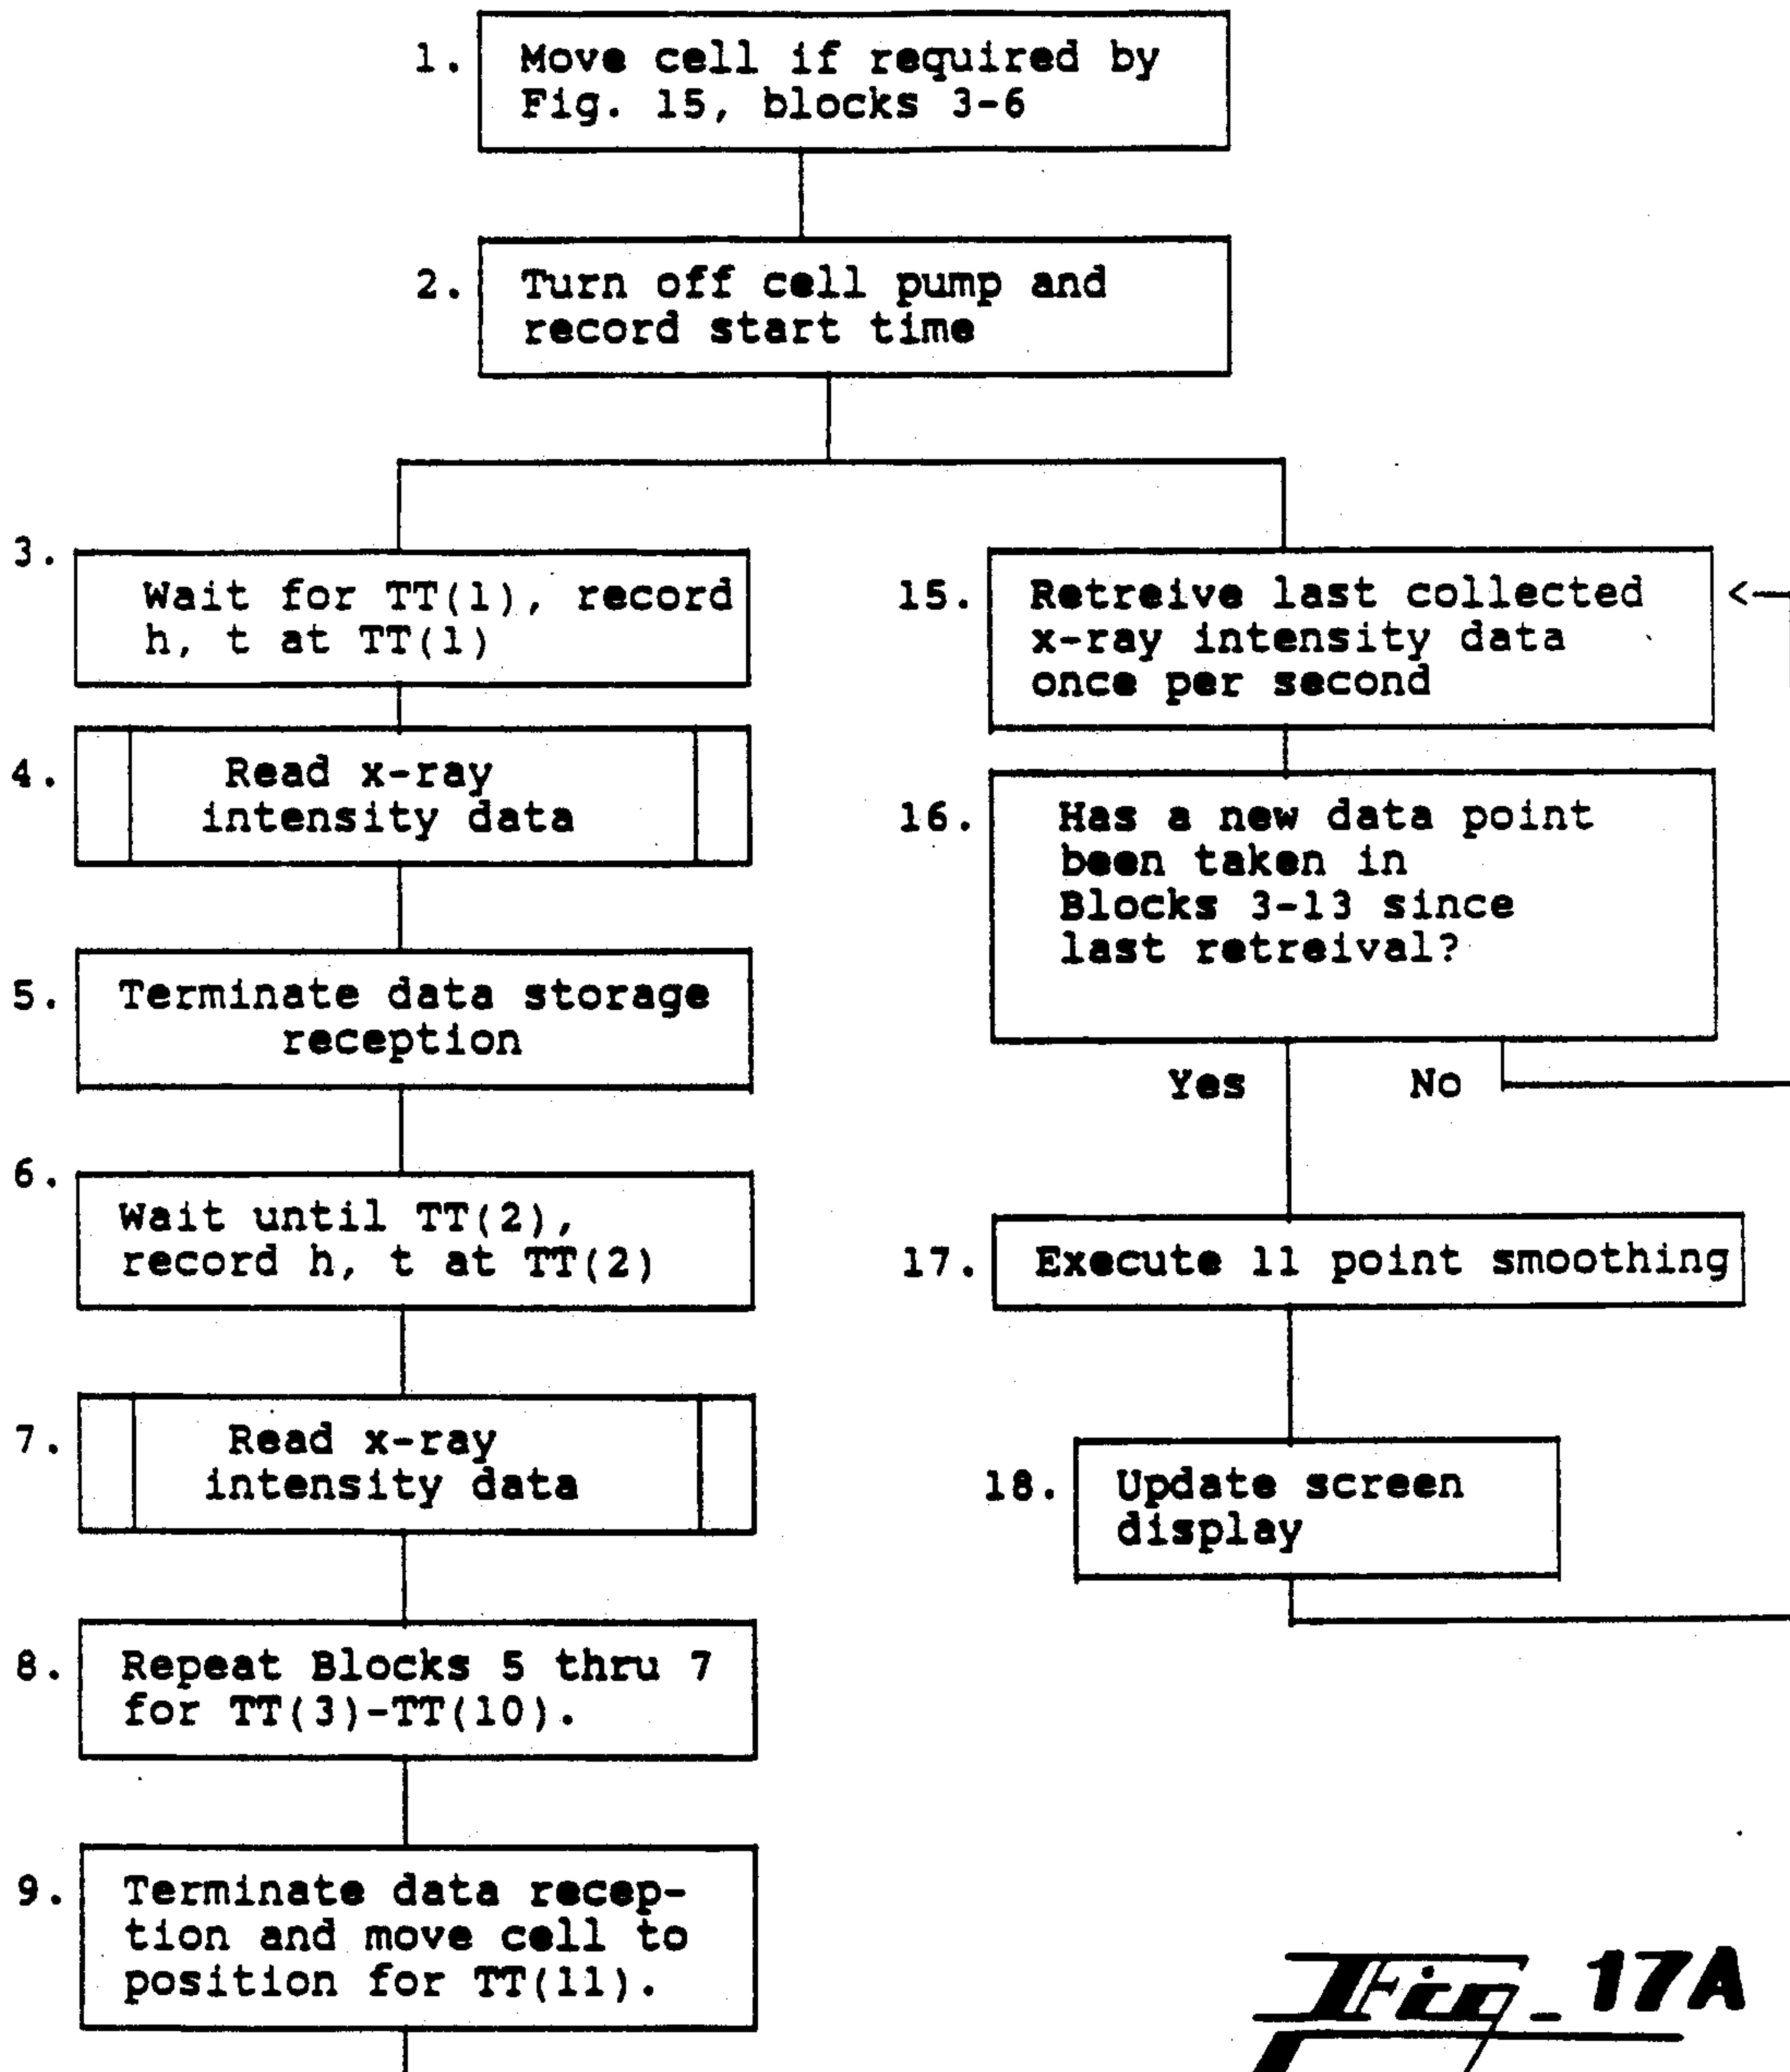 1. Move cell if required by
Fig. 15, blocks 3-6
2. Turn off cell pump and
record start time
3. Wait for TT(1), record
h, t at TT(1)
4. Read x-ray
intensity data
5. Terminate data storage
reception
6. Wait until TT(2),
record h, t at TT(2)
7. Read x-ray
intensity data
8. Repeat Blocks 5 thru 7
for TT(3)-TT(10).
9. Terminate data recep-
tion and move cell to
position for TT(11).
15. Retreive last collected
x-ray intensity data
once per second
16. Has a new data point
been taken in
Blocks 3-13 since
last retreival?
Yes No
17. Execute 11 point smoothing
18. Update screen
display
Fig_17A